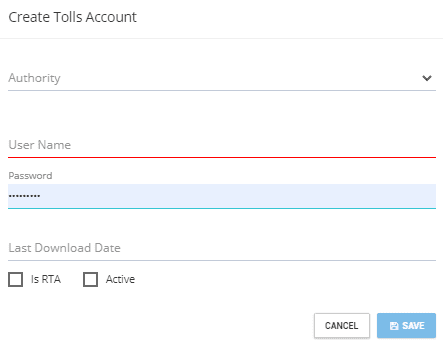 Create Tolls Account
Authority
User Name
Password
•••••••••
Last Download Date
Is RTA Active
CANCEL SAVE